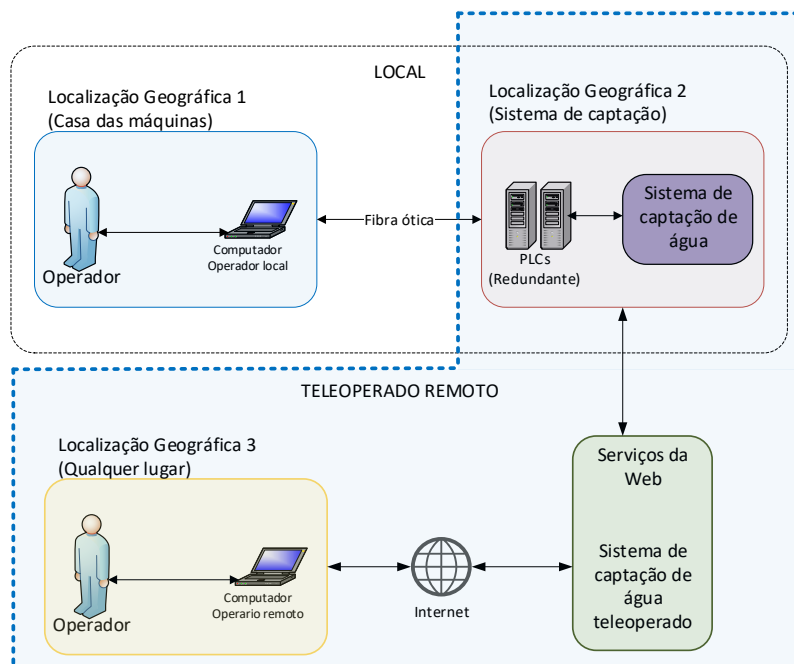 LOCAL
Localização Geográfica 1
(Casa das máquinas)
Operador
Computador
Operador local
Fibra ótica
Localização Geográfica 2
(Sistema de captação)
PLCs
(Redundante)
Sistema de
captação de
água
TELEOPERADO REMOTO
Localização Geográfica 3
(Qualquer lugar)
Operador
Computador
Operario remoto
Internet
Serviços da
Web
Sistema de
captação de
água
teleoperado